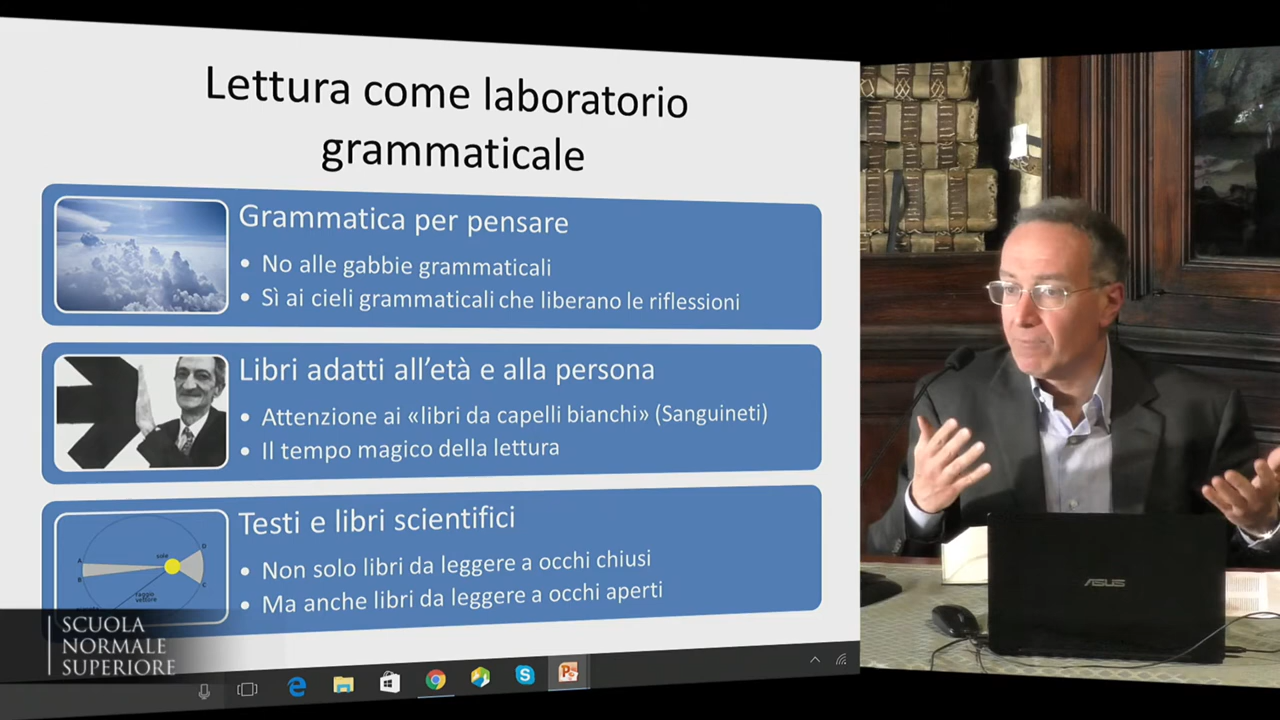 Lettura come laboratorio
grammaticale
Grammatica per pensare
• No alle gabbie grammaticali
• Sì ai cieli grammaticali che liberano le riflessioni
Libri adatti all'età e alla persona
• Attenzione ai «libri da capelli bianchi» (Sanguineti)
• Il tempo magico della lettura
Testi e libri scientifici
• Non solo libri da leggere a occhi chiusi
• Ma anche libri da leggere a occhi aperti
A
B
sole
D
C
raggio
vettore
SCUOLA
NORMALE
SUPERIORE
ASUS